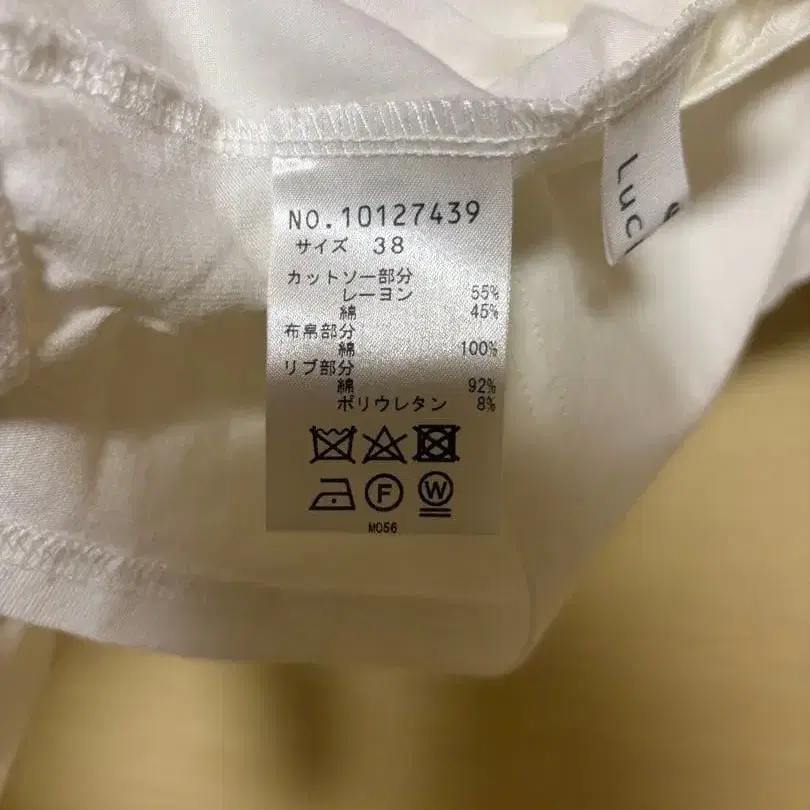 NO.10127439
サイズ 38
カットソー部分
レーヨン 55%
綿 45%
布帛部分
綿 100%
リブ部分
綿 92%
ポリウレタン 8%
F W
M056